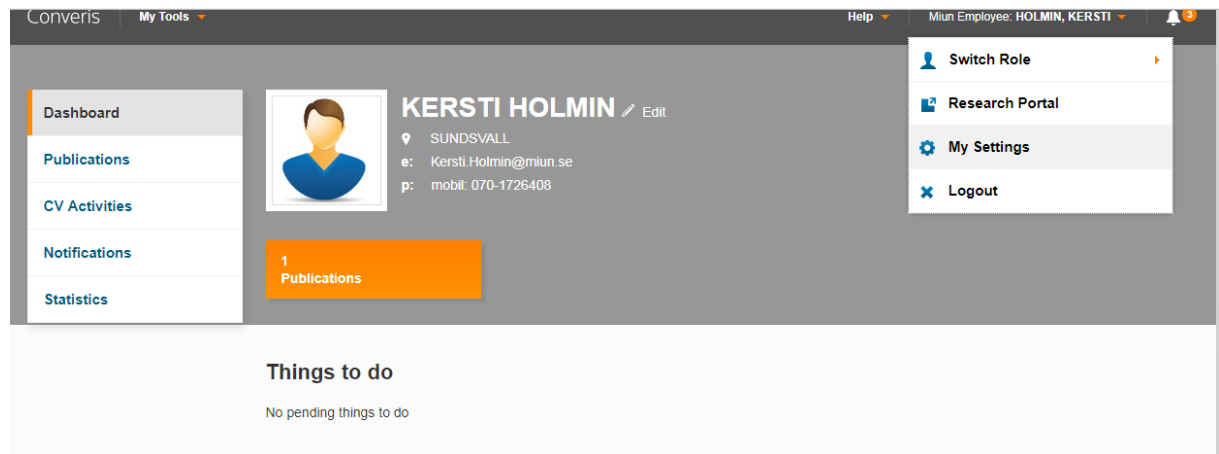 Converis My Tools Help Miun Employee: HOLMIN, KERSTI 3
Switch Role
Research Portal
My Settings
Logout
Dashboard
Publications
CV Activities
Notifications
Statistics
KERSTI HOLMIN Edit
SUNDSVALL
e: Kersti.Holmin@miun.se
p: mobil: 070-1726408
1
Publications
Things to do
No pending things to do